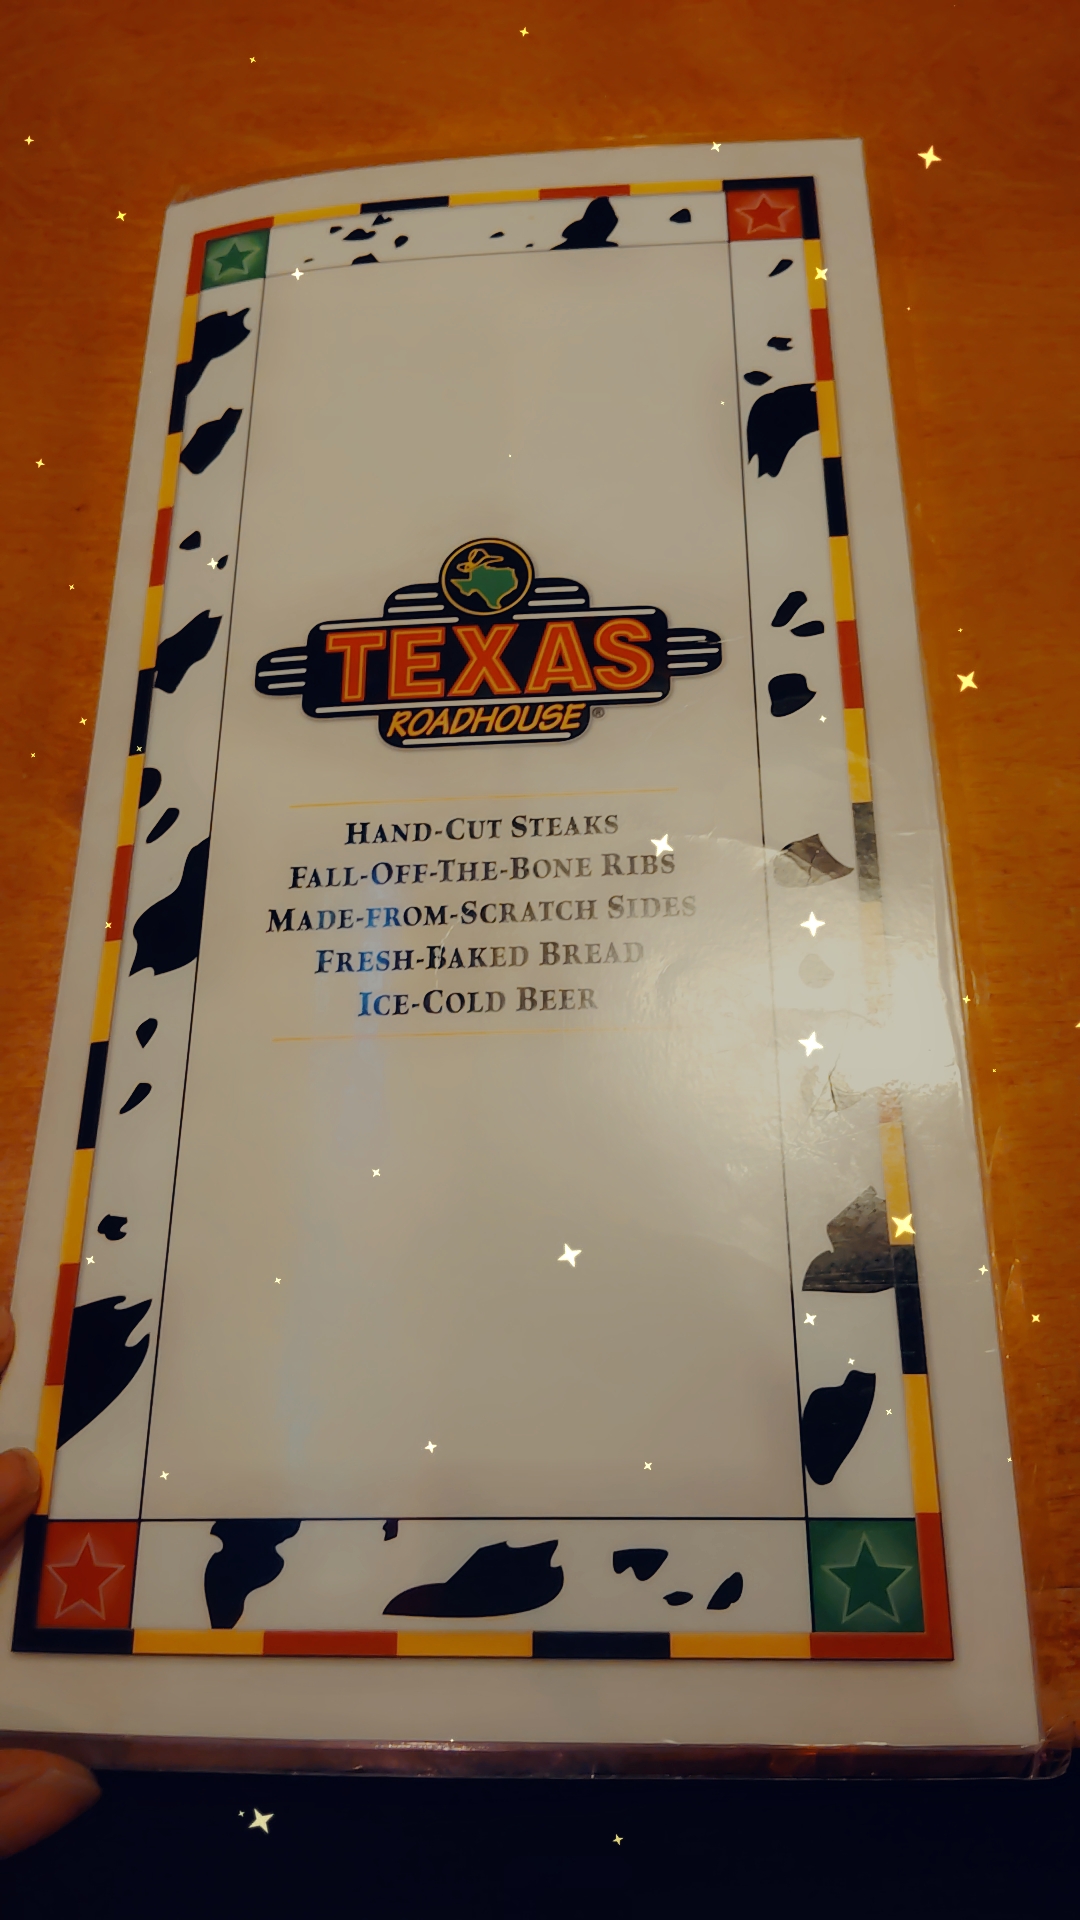 TEXAS
ROADHOUSE®
HAND-CUT STEAKS
FALL-OFF-THE-BONE RIBS
MADE-FROM-SCRATCH SIDES
FRESH-BAKED BREAD
ICE-COLD BEER